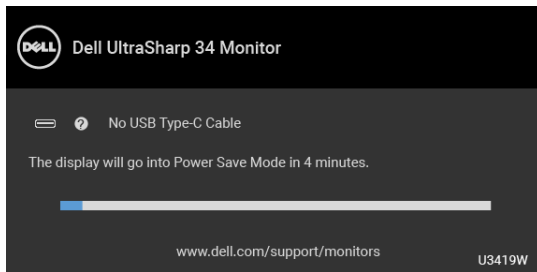 DELL
Dell UltraSharp 34 Monitor
? No USB Type-C Cable
The display will go into Power Save Mode in 4 minutes.
www.dell.com/support/monitors
U3419W